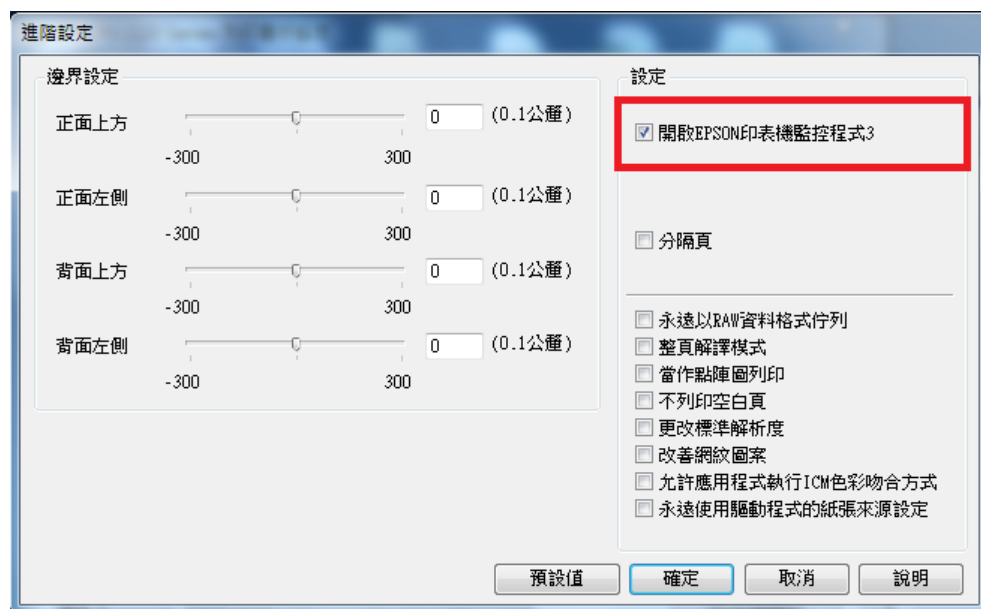 進階設定
邊界設定
正面上方 0 (0.1公釐)
-300 300
正面左側 0 (0.1公釐)
-300 300
背面上方 0 (0.1公釐)
-300 300
背面左側 0 (0.1公釐)
-300 300
設定
開啟EPSON印表機監控程式3
分隔頁
永遠以RAW資料格式佇列
整頁解譯模式
當作點陣圖列印
不列印空白頁
更改標準解析度
改善網紋圖案
允許應用程式執行ICM色彩吻合方式
永遠使用驅動程式的紙張來源設定
預設值 確定 取消 說明